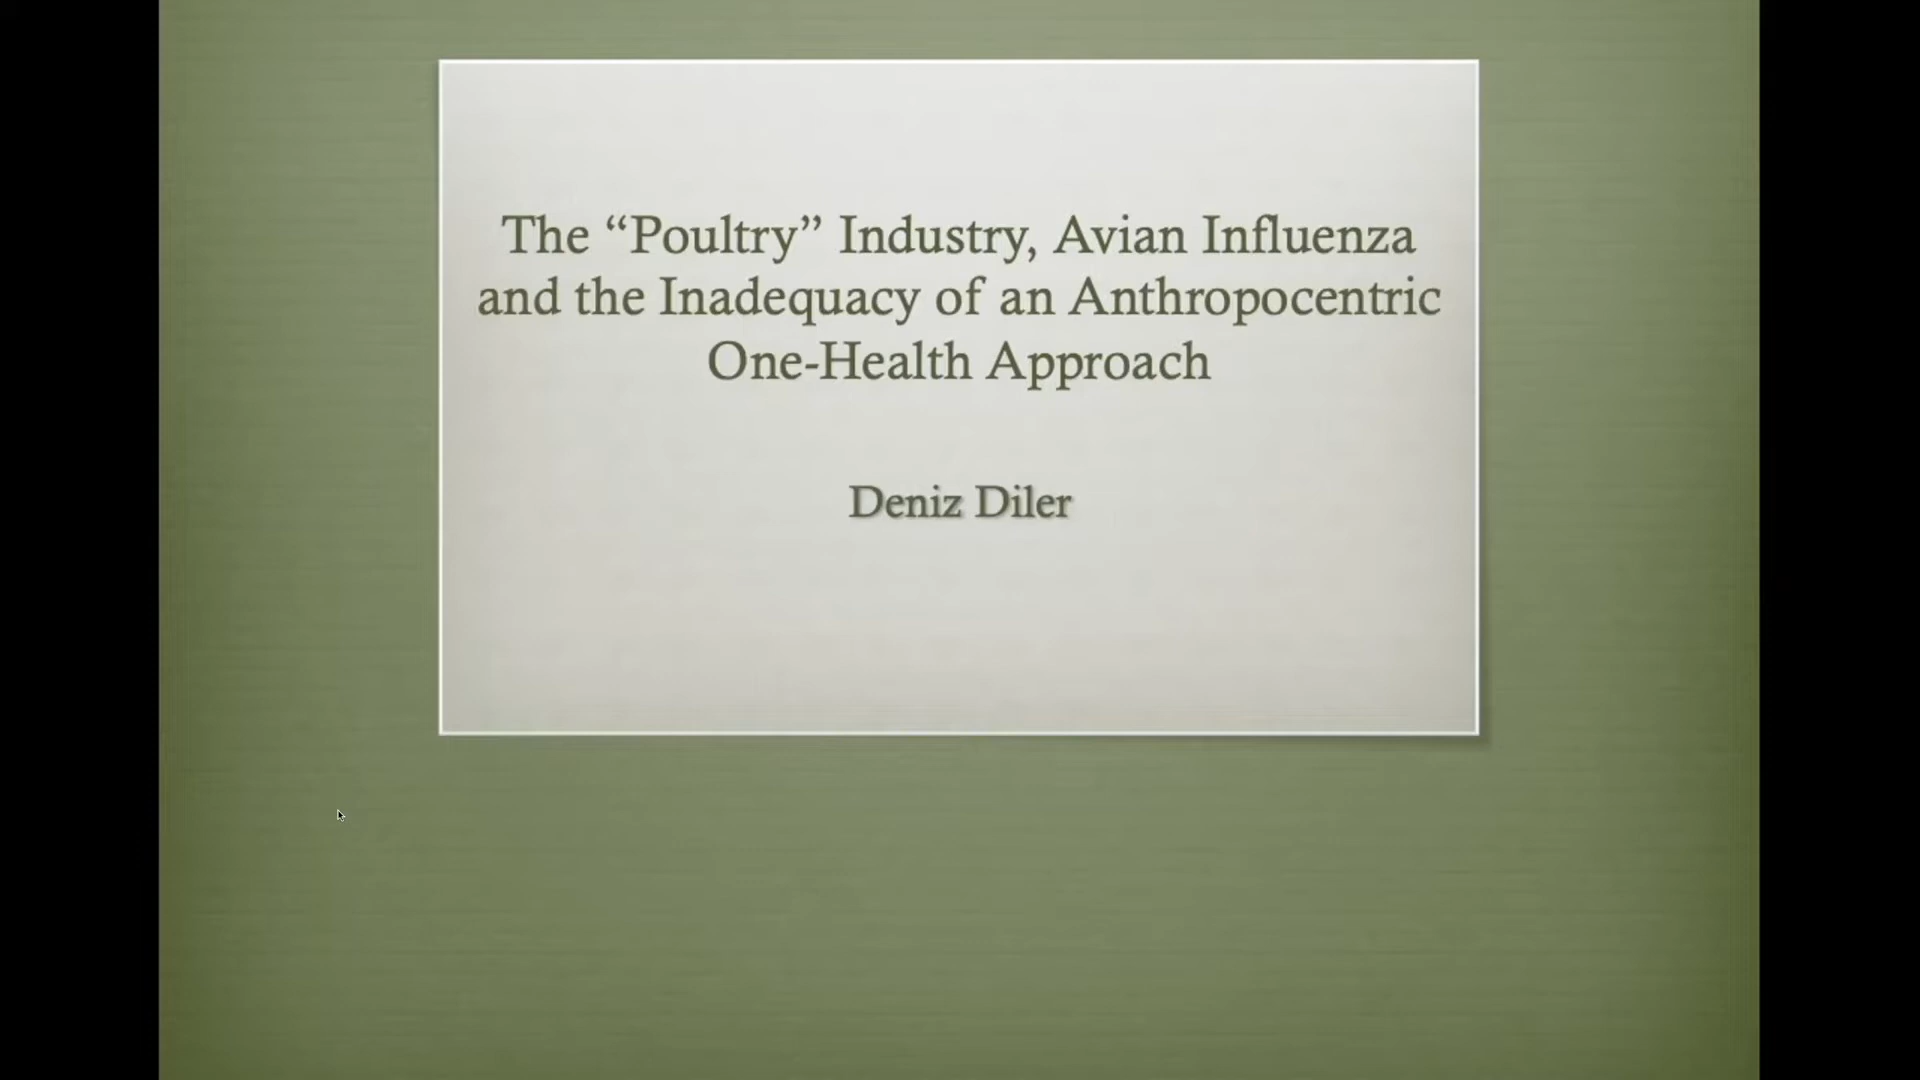 The “Poultry” Industry, Avian Influenza
and the Inadequacy of an Anthropocentric
One-Health Approach
Deniz Diler